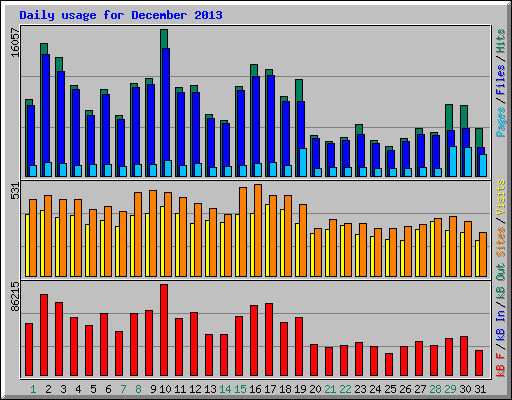 Daily usage for December 2013
16057
Pages / Files / Hits
531
Sites / Visits
86215
kB F / kB In / kB Out
1 2 3 4 5 6 7 8 9 10 11 12 13 14 15 16 17 18 19 20 21 22 23 24 25 26 27 28 29 30 31